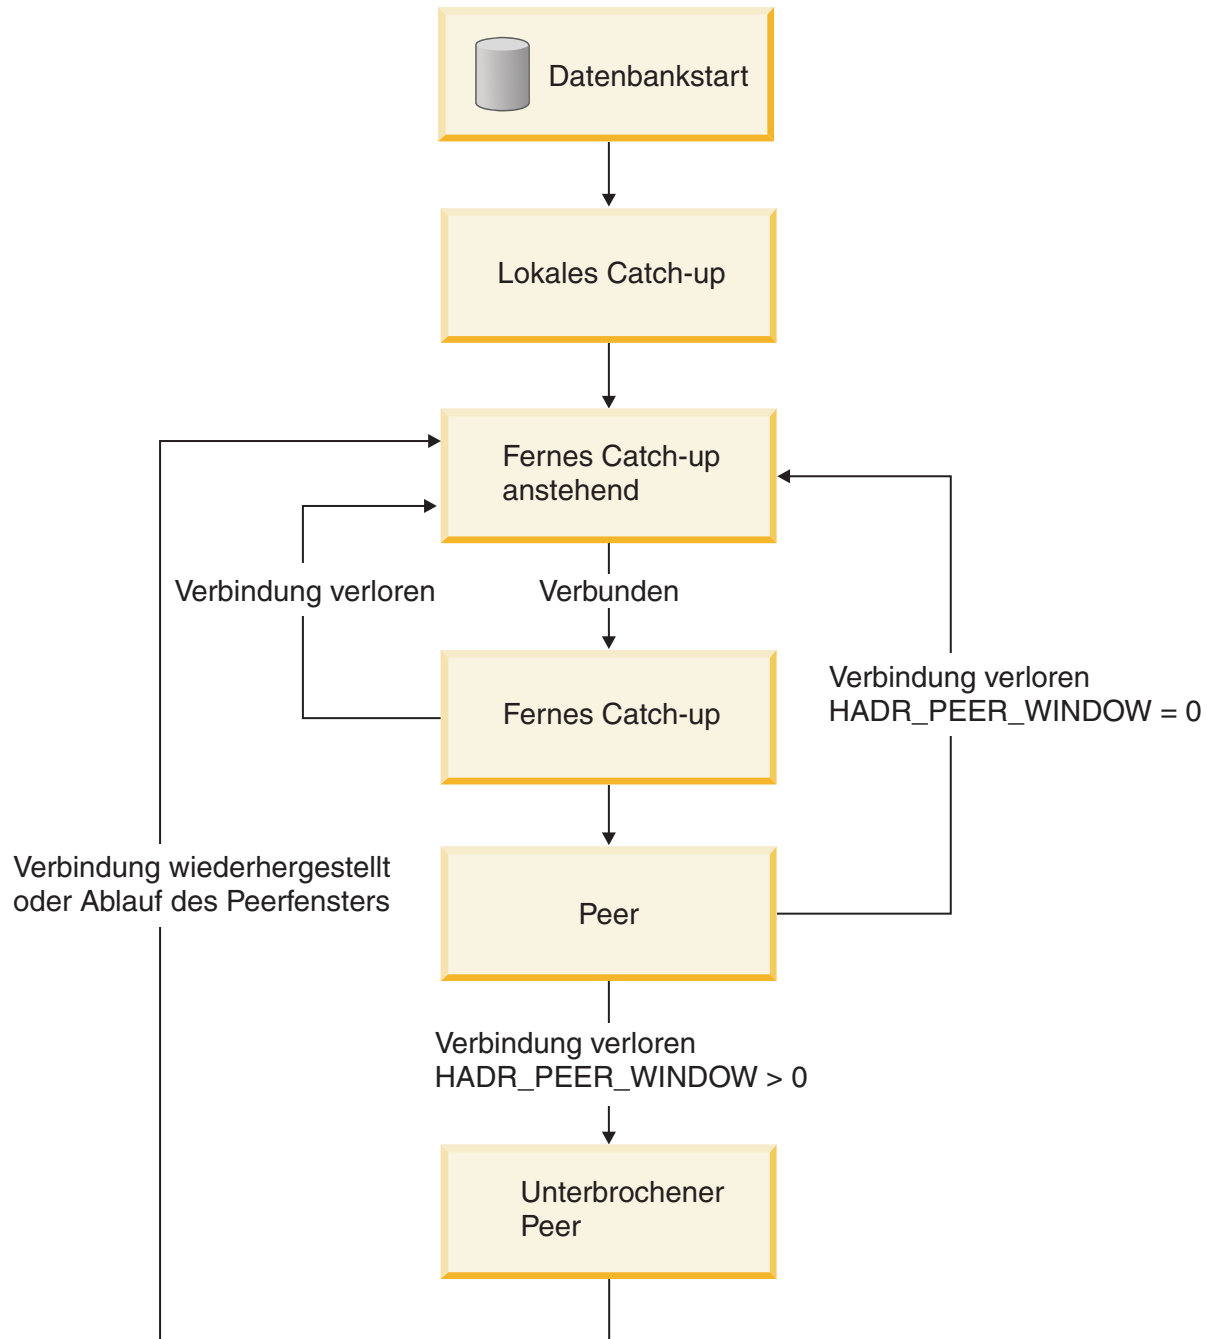 Datenbankstart
Lokales Catch-up
Fernes Catch-up
anstehend
Verbindung verloren
Verbunden
Verbindung verloren
HADR_PEER_WINDOW = 0
Fernes Catch-up
Verbindung wiederhergestellt
oder Ablauf des Peerfensters
Peer
Verbindung verloren
HADR_PEER_WINDOW > 0
Unterbrochener
Peer